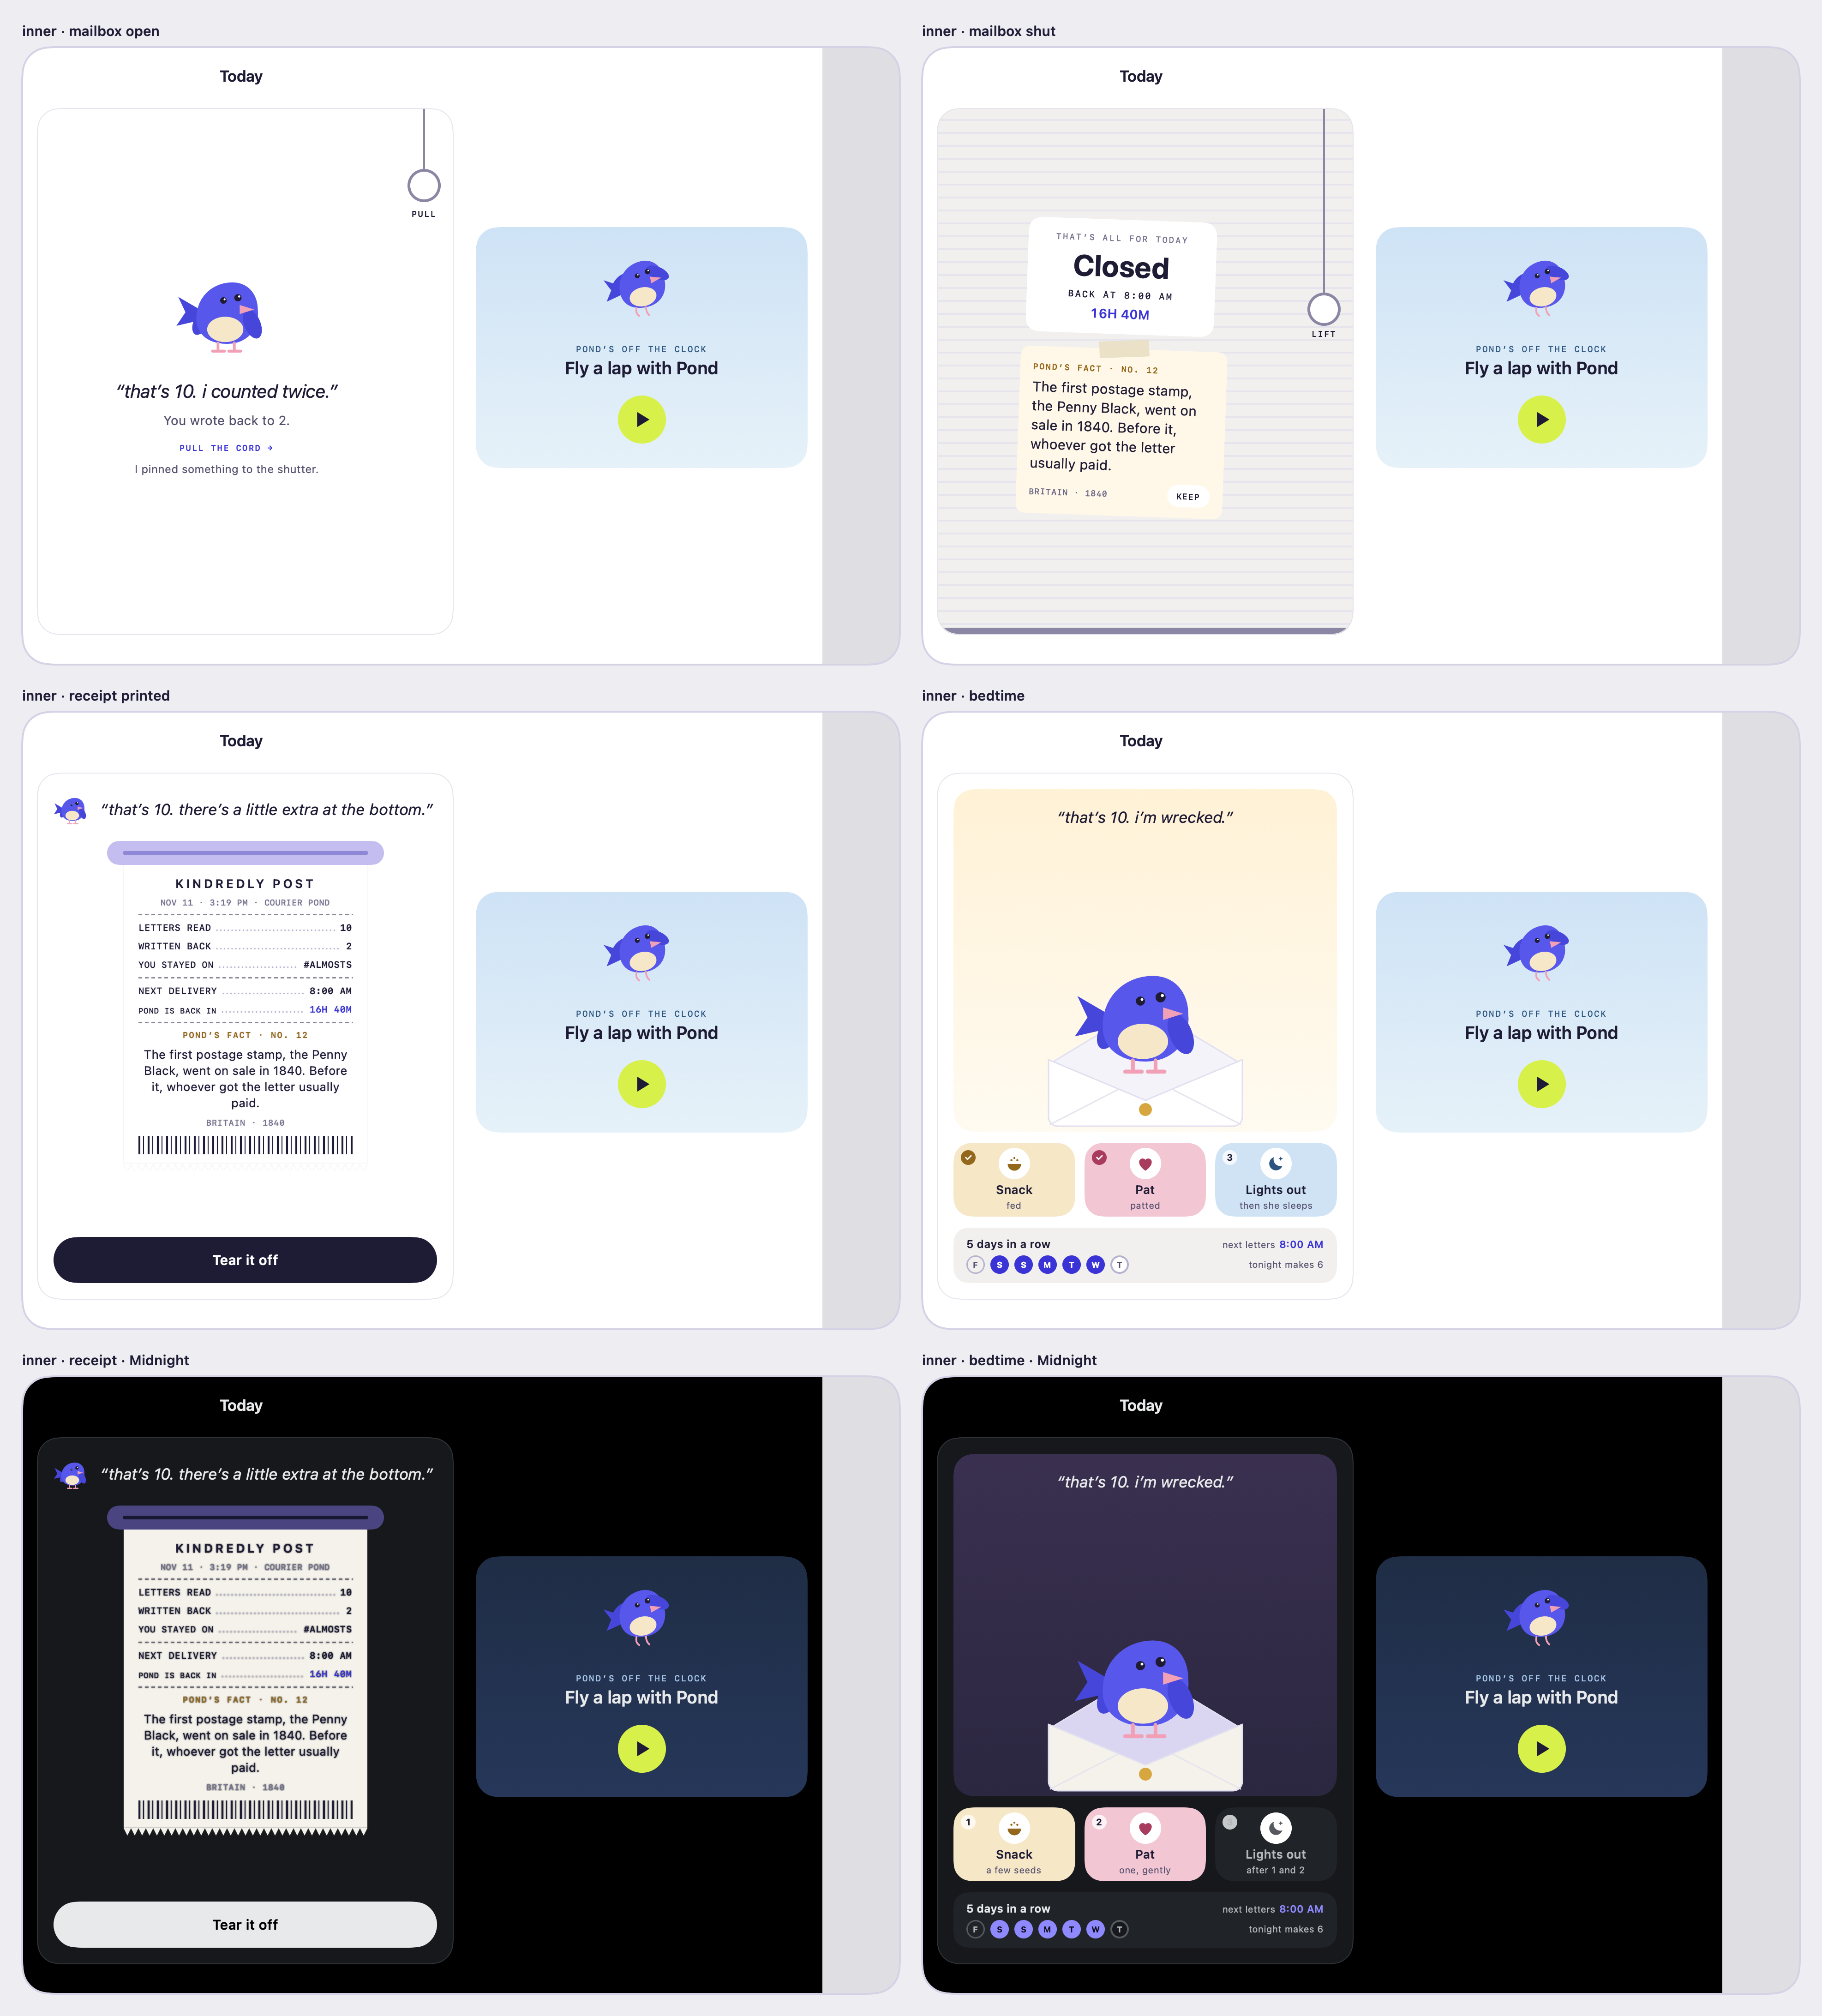 inner · mailbox open
Today
PULL
“that’s 10. i counted twice.”
You wrote back to 2.
PULL THE CORD →
I pinned something to the shutter.
POND’S OFF THE CLOCK
Fly a lap with Pond
inner · mailbox shut
Today
THAT’S ALL FOR TODAY
Closed
BACK AT 8:00 AM
16H 40M
LIFT
POND’S FACT · NO. 12
The first postage stamp,
the Penny Black, went on
sale in 1840. Before it,
whoever got the letter
usually paid.
BRITAIN · 1840
KEEP
POND’S OFF THE CLOCK
Fly a lap with Pond
inner · receipt printed
Today
“that’s 10. there’s a little extra at the bottom.”
KINDREDLY POST
NOV 11 · 3:19 PM · COURIER POND
LETTERS READ 10
WRITTEN BACK 2
YOU STAYED ON #ALMOSTS
NEXT DELIVERY 8:00 AM
POND IS BACK IN 16H 40M
POND’S FACT · NO. 12
The first postage stamp, the Penny
Black, went on sale in 1840. Before
it, whoever got the letter usually
paid.
BRITAIN · 1840
Tear it off
POND’S OFF THE CLOCK
Fly a lap with Pond
inner · bedtime
Today
“that’s 10. i’m wrecked.”
Snack
fed
Pat
patted
3
Lights out
then she sleeps
5 days in a row
next letters 8:00 AM
F S S M T W T
tonight makes 6
POND’S OFF THE CLOCK
Fly a lap with Pond
inner · receipt · Midnight
Today
“that’s 10. there’s a little extra at the bottom.”
KINDREDLY POST
NOV 11 · 3:19 PM · COURIER POND
LETTERS READ 10
WRITTEN BACK 2
YOU STAYED ON #ALMOSTS
NEXT DELIVERY 8:00 AM
POND IS BACK IN 16H 40M
POND’S FACT · NO. 12
The first postage stamp, the Penny
Black, went on sale in 1840. Before
it, whoever got the letter usually
paid.
BRITAIN · 1840
Tear it off
POND’S OFF THE CLOCK
Fly a lap with Pond
inner · bedtime · Midnight
Today
“that’s 10. i’m wrecked.”
1
Snack
a few seeds
2
Pat
one, gently
Lights out
after 1 and 2
5 days in a row
next letters 8:00 AM
F S S M T W T
tonight makes 6
POND’S OFF THE CLOCK
Fly a lap with Pond